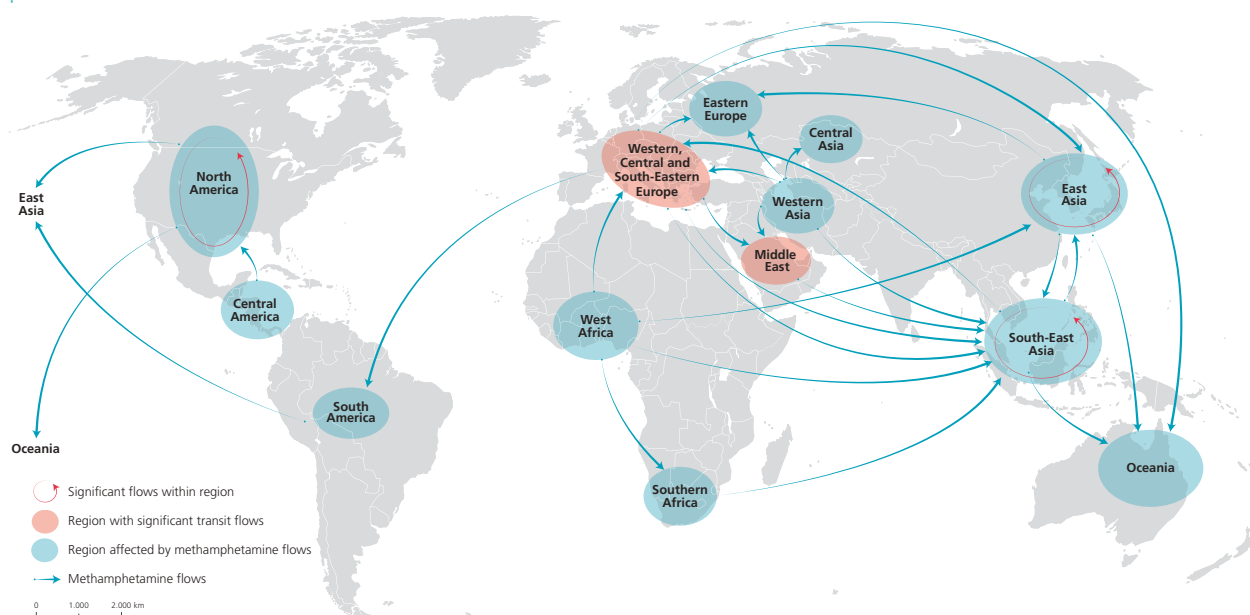 Eastern
Europe
Central
Asia
Western,
Central and
South-Eastern
Europe
North
America
East
Asia
East
Asia
Western
Asia
Middle
East
Central
America
West
Africa
South-East
Asia
South
America
Oceania
Oceania
Southern
Africa
Significant flows within region
Region with significant transit flows
Region affected by methamphetamine flows
Methamphetamine flows
0 1.000 2.000 km